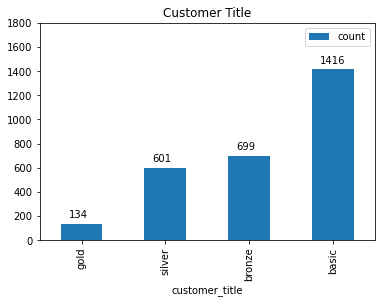 Customer Title
1800
1600
1400
1200
1000
800
600
400
200
0
count
134
601
699
1416
gold
silver
bronze
basic
customer_title